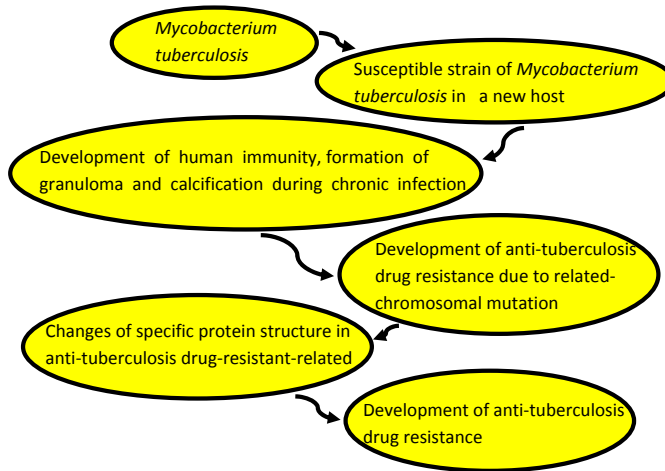 Mycobacterium
tuberculosis
Susceptible strain of Mycobacterium
tuberculosis in a new host
Development of human immunity, formation of
granuloma and calcification during chronic infection
Development of anti-tuberculosis
drug resistance due to related-
chromosomal mutation
Changes of specific protein structure in
anti-tuberculosis drug-resistant-related
Development of anti-tuberculosis
drug resistance